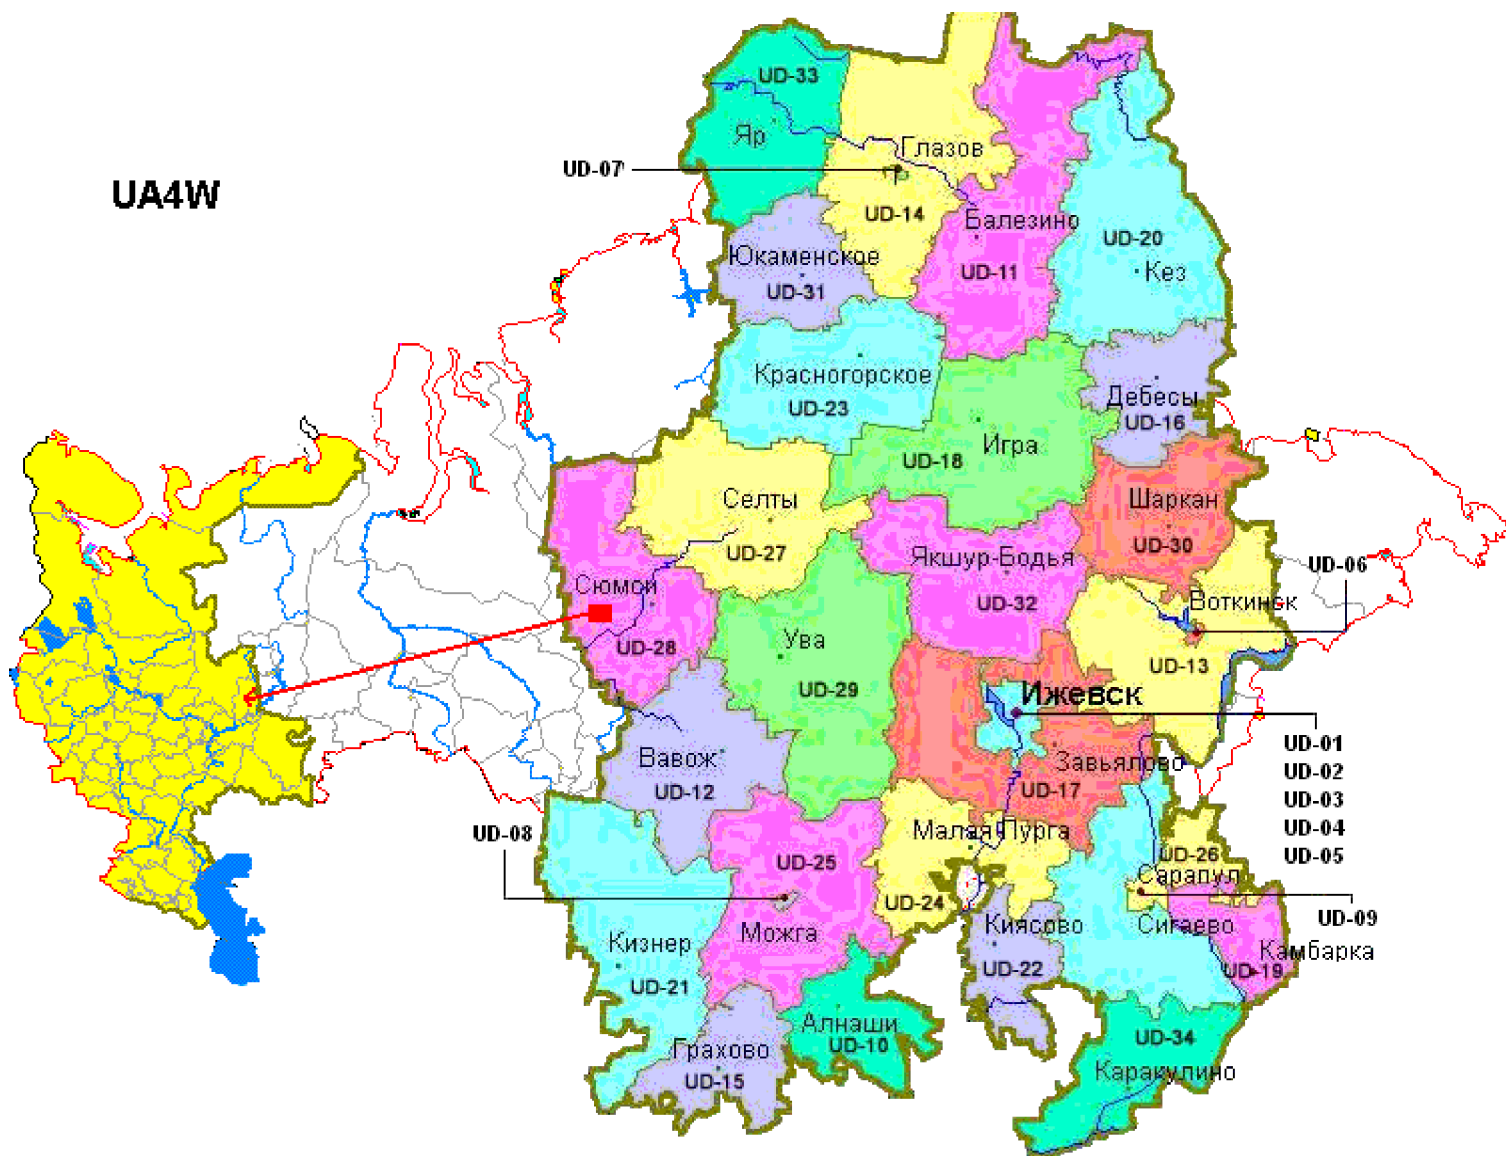 UD-33
Яр
Глазов
UD-07
UA4W
UD-14
Балезино
UD-20
Юкаменское
UD-11
Кез
UD-31
Красногорское
UD-23
Дебесы
UD-16
Игра
UD-18
Селты
Шаркан
UD-27
UD-30
Якшур-Бодья
UD-06
Сюмси
UD-32
Воткинск
UD-28
Ува
UD-13
UD-29
Ижевск
UD-01
UD-02
UD-03
UD-04
UD-05
Вавож
UD-12
Завьялово
UD-17
UD-08
Малая Пурга
UD-25
UD-26
Сарапул
UD-24
UD-09
Можга
Киясово
Сигаево
Кизнер
Камбарка
UD-22
UD-19
UD-21
Алнаши
UD-10
UD-34
Грахово
UD-15
Каракулино